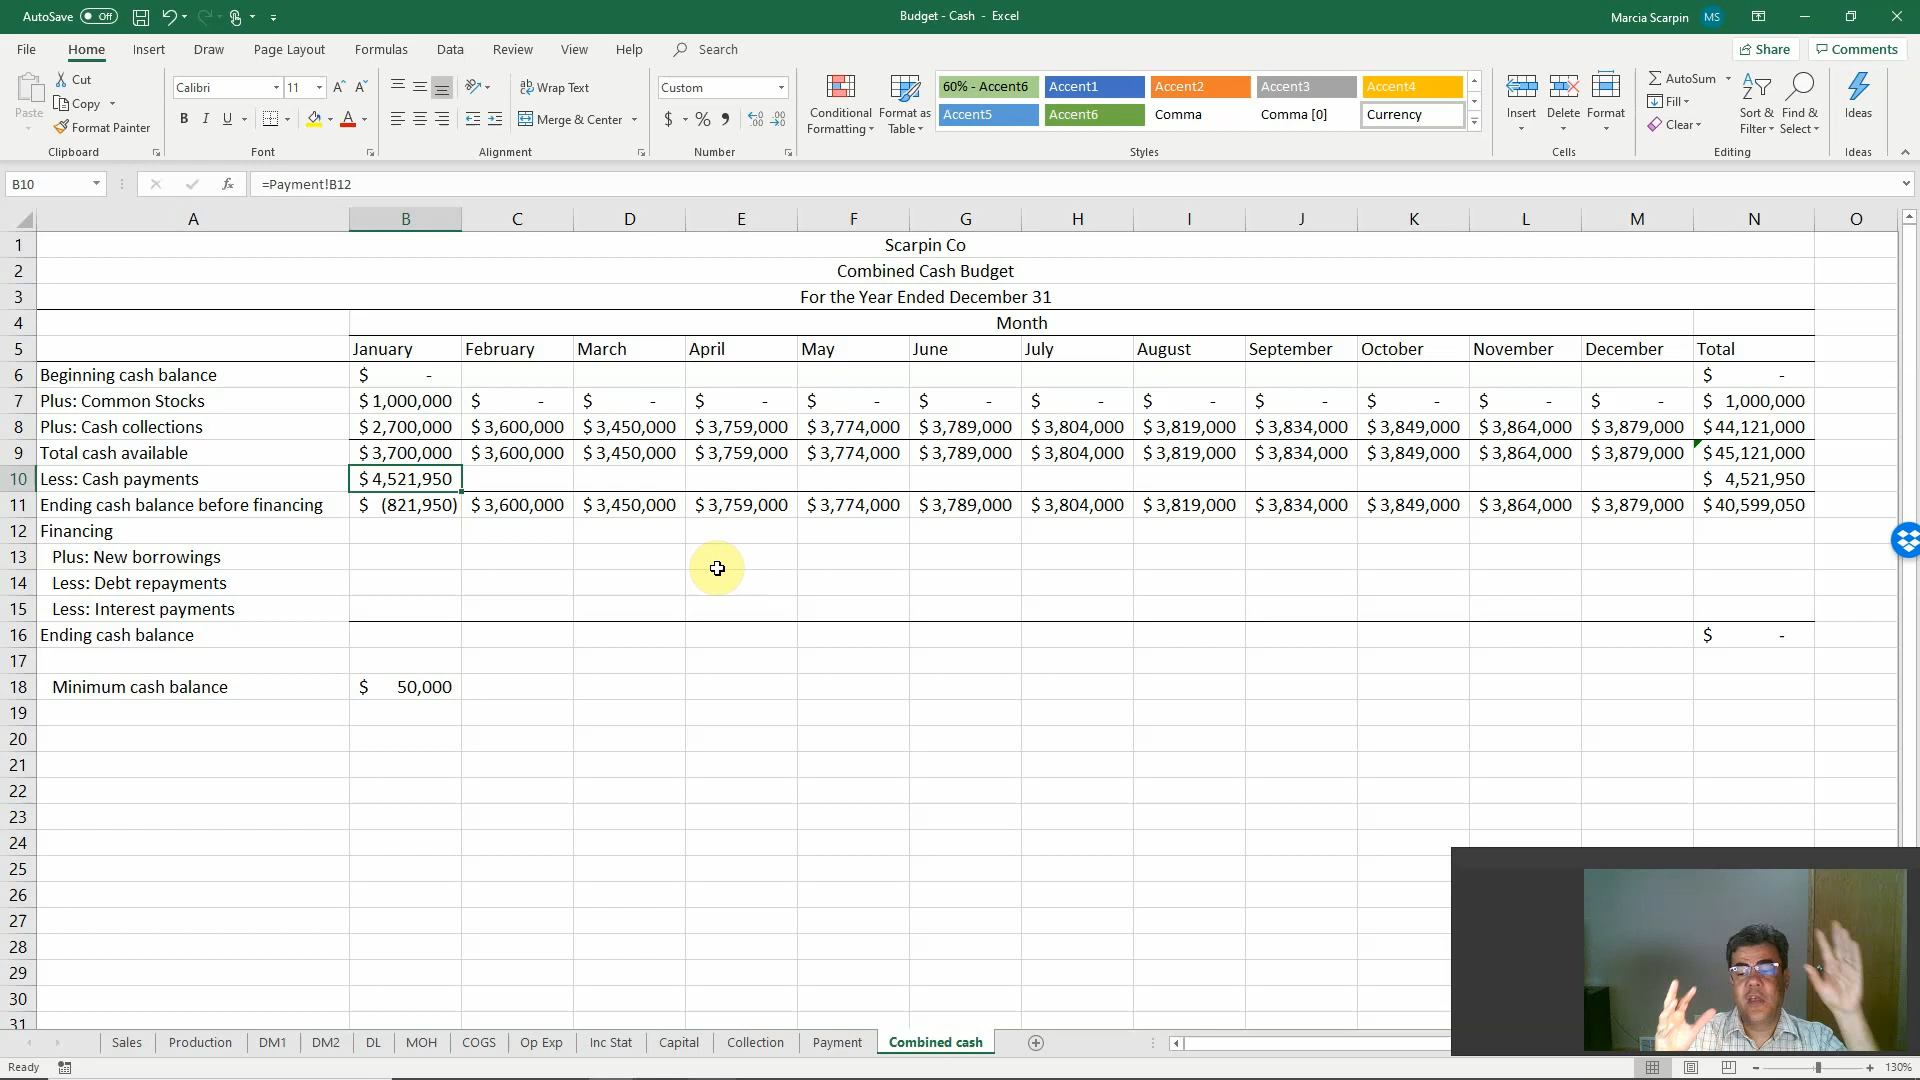 AutoSave Off
Budget - Cash - Excel
Marcia Scarpin MS
File Home Insert Draw Page Layout Formulas Data Review View Help Search
Share Comments
Paste
Cut
Copy
Format Painter
Clipboard
Calibri 11
B I U A
Font
Wrap Text
Merge & Center
Alignment
Custom
$ % ,
Number
Conditional Formatting
Format as Table
60% - Accent6 Accent1 Accent2 Accent3 Accent4
Accent5 Accent6 Comma Comma [0] Currency
Styles
Insert Delete Format
Cells
AutoSum
Fill
Clear
Sort & Filter
Find & Select
Editing
Ideas
Ideas
B10 fx =Payment!B12
A B C D E F G H I J K L M N O
1 Scarpin Co
2 Combined Cash Budget
3 For the Year Ended December 31
4 Month
5 January February March April May June July August September October November December Total
6 Beginning cash balance $ - $ -
7 Plus: Common Stocks $ 1,000,000 $ - $ - $ - $ - $ - $ - $ - $ - $ - $ - $ - $ 1,000,000
8 Plus: Cash collections $ 2,700,000 $ 3,600,000 $ 3,450,000 $ 3,759,000 $ 3,774,000 $ 3,789,000 $ 3,804,000 $ 3,819,000 $ 3,834,000 $ 3,849,000 $ 3,864,000 $ 3,879,000 $ 44,121,000
9 Total cash available $ 3,700,000 $ 3,600,000 $ 3,450,000 $ 3,759,000 $ 3,774,000 $ 3,789,000 $ 3,804,000 $ 3,819,000 $ 3,834,000 $ 3,849,000 $ 3,864,000 $ 3,879,000 $ 45,121,000
10 Less: Cash payments $ 4,521,950 $ 4,521,950
11 Ending cash balance before financing $ (821,950) $ 3,600,000 $ 3,450,000 $ 3,759,000 $ 3,774,000 $ 3,789,000 $ 3,804,000 $ 3,819,000 $ 3,834,000 $ 3,849,000 $ 3,864,000 $ 3,879,000 $ 40,599,050
12 Financing
13 Plus: New borrowings
14 Less: Debt repayments
15 Less: Interest payments
16 Ending cash balance $ -
17
18 Minimum cash balance $ 50,000
19
20
21
22
23
24
25
26
27
28
29
30
31
Sales Production DM1 DM2 DL MOH COGS Op Exp Inc Stat Capital Collection Payment Combined cash
Ready
130%